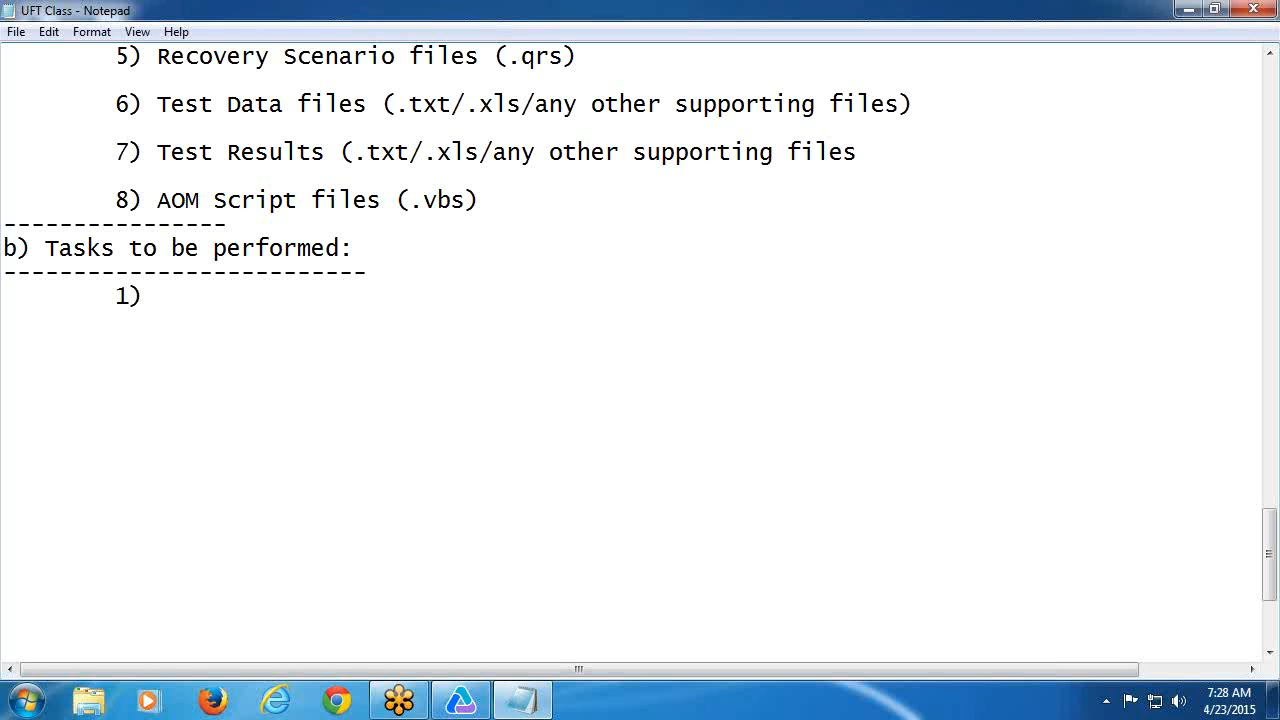 UFT Class - Notepad
File Edit Format View Help
5) Recovery Scenario files (.qrs)
6) Test Data files (.txt/.xls/any other supporting files)
7) Test Results (.txt/.xls/any other supporting files
8) AOM Script files (.vbs)
----------------
b) Tasks to be performed:
--------------------------
1)
7:28 AM
4/23/2015